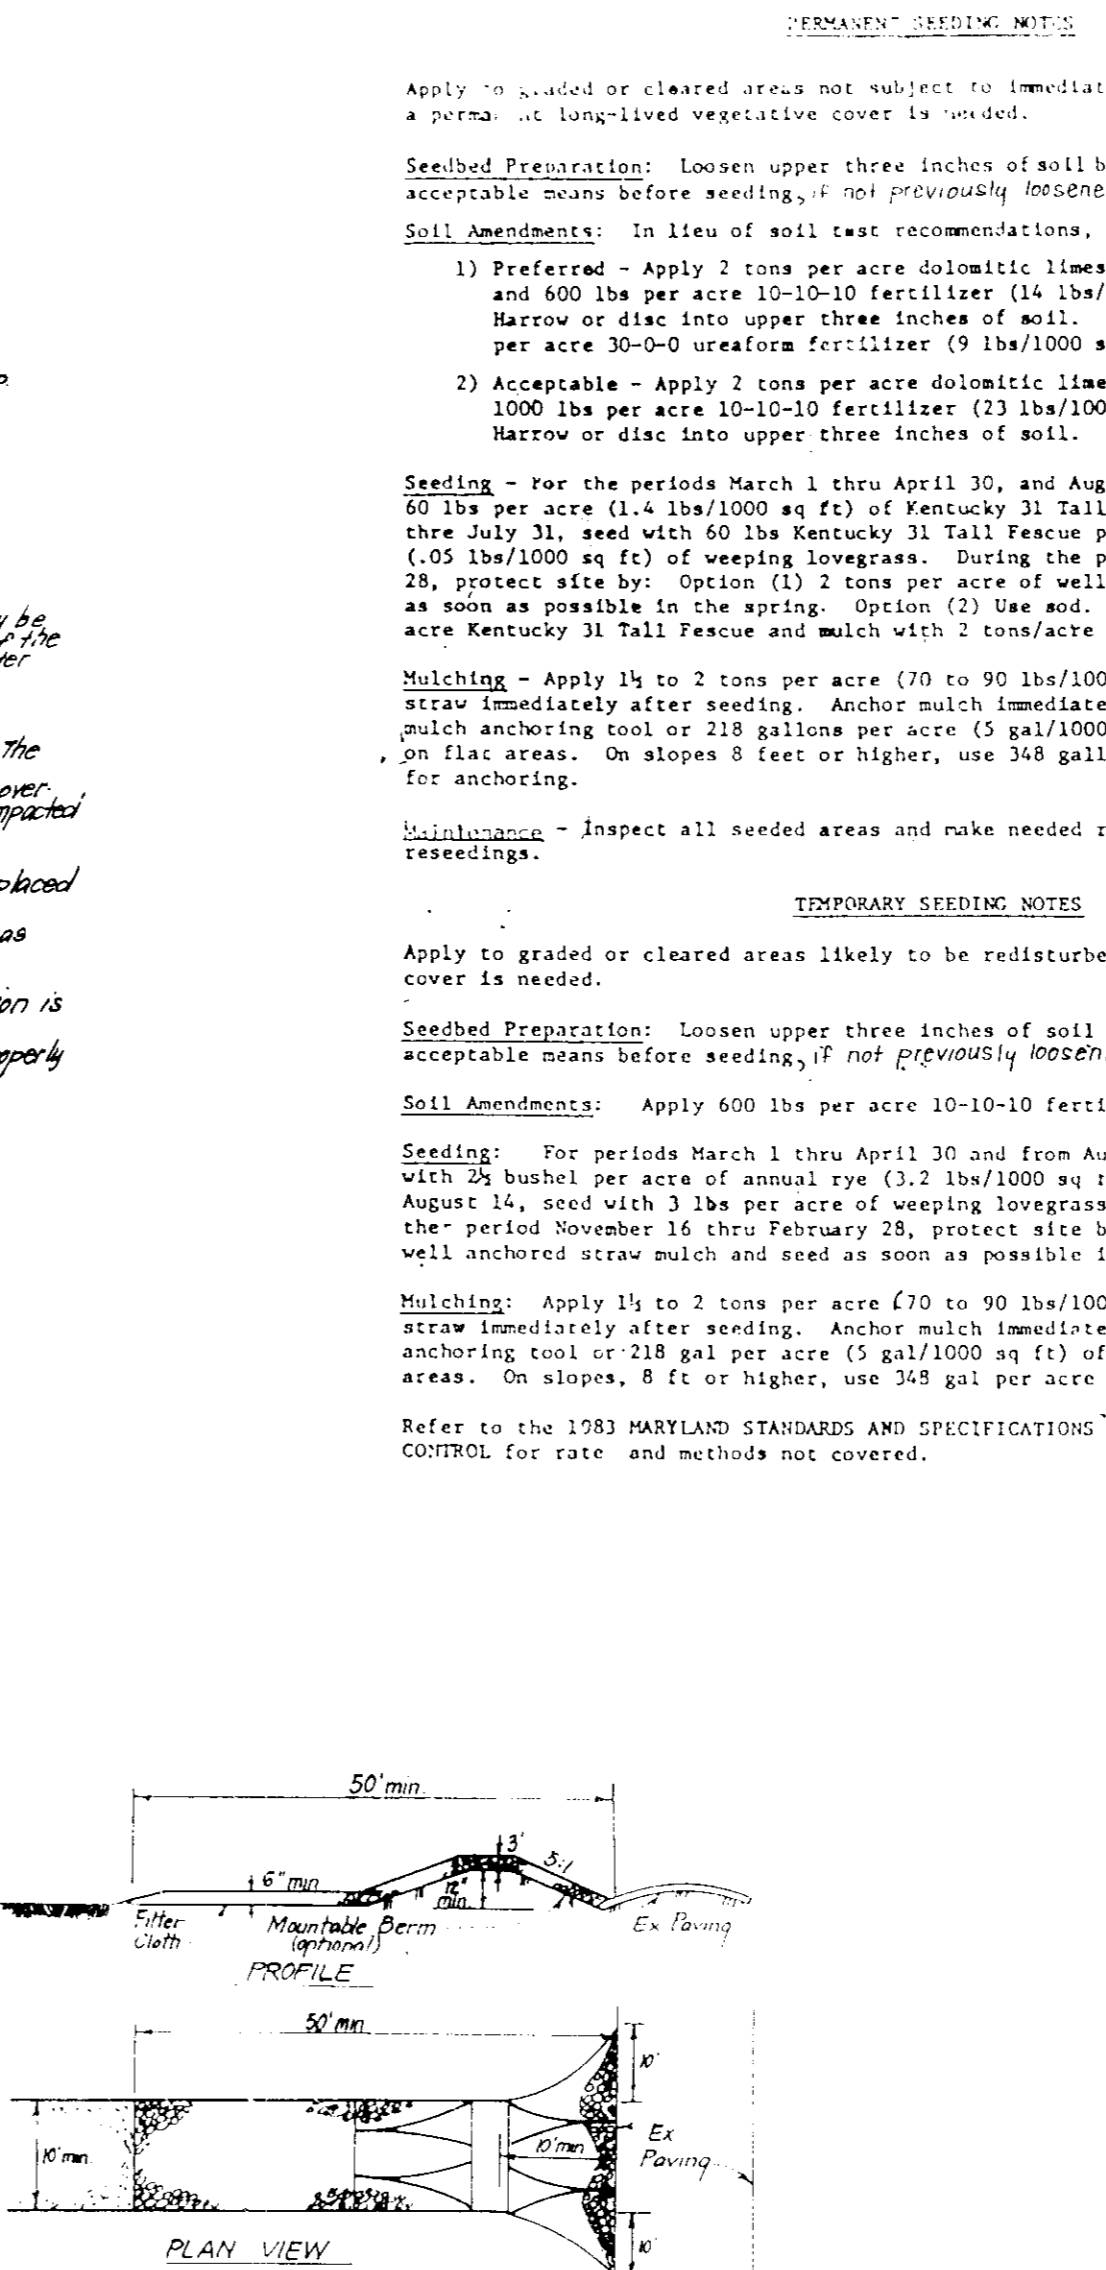 PERMANENT SEEDING NOTES
Apply to graded or cleared areas not subject to immediat
a perma t long-lived vegetative cover is needed.
Seedbed Preparation: Loosen upper three inches of soil b
acceptable means before seeding, if not previously loosene
Soil Amendments: In lieu of soil test recommendations,
1) Preferred - Apply 2 tons per acre dolomitic limes
and 600 lbs per acre 10-10-10 fertilizer (14 lbs/
Harrow or disc into upper three inches of soil.
per acre 30-0-0 ureaform fertilizer (9 lbs/1000 s
2) Acceptable - Apply 2 tons per acre dolomitic lime
1000 lbs per acre 10-10-10 fertilizer (23 lbs/100
Harrow or disc into upper three inches of soil.
Seeding - For the periods March 1 thru April 30, and Aug
60 lbs per acre (1.4 lbs/1000 sq ft) of Kentucky 31 Tall
thre July 31, seed with 60 lbs Kentucky 31 Tall Fescue p
(.05 lbs/1000 sq ft) of weeping lovegrass. During the p
28, protect site by: Option (1) 2 tons per acre of well
as soon as possible in the spring. Option (2) Use sod.
acre Kentucky 31 Tall Fescue and mulch with 2 tons/acre
Mulching - Apply 1½ to 2 tons per acre (70 to 90 lbs/100
straw immediately after seeding. Anchor mulch immediate
mulch anchoring tool or 218 gallons per acre (5 gal/1000
on flat areas. On slopes 8 feet or higher, use 348 gall
for anchoring.
Maintenance - Inspect all seeded areas and make needed r
reseedings.
TEMPORARY SEEDING NOTES
Apply to graded or cleared areas likely to be redisturbe
cover is needed.
Seedbed Preparation: Loosen upper three inches of soil
acceptable means before seeding, if not previously loosen
Soil Amendments: Apply 600 lbs per acre 10-10-10 ferti
Seeding: For periods March 1 thru April 30 and from Au
with 2½ bushel per acre of annual rye (3.2 lbs/1000 sq f
August 14, seed with 3 lbs per acre of weeping lovegrass
the period November 16 thru February 28, protect site b
well anchored straw mulch and seed as soon as possible i
Mulching: Apply 1½ to 2 tons per acre (70 to 90 lbs/100
straw immediately after seeding. Anchor mulch immediate
anchoring tool or 218 gal per acre (5 gal/1000 sq ft) of
areas. On slopes, 8 ft or higher, use 348 gal per acre
Refer to the 1983 MARYLAND STANDARDS AND SPECIFICATIONS
CONTROL for rate and methods not covered.
y be
f the
ter
The
over.
mpacted
placed
as
on is
operly
50' min.
3'
5:1
6" min
12"
min.
Filter
Cloth
Mountable Berm
(optional)
Ex Paving
PROFILE
50' min
10'
10' min.
10' min
Ex
Paving
10'
PLAN VIEW